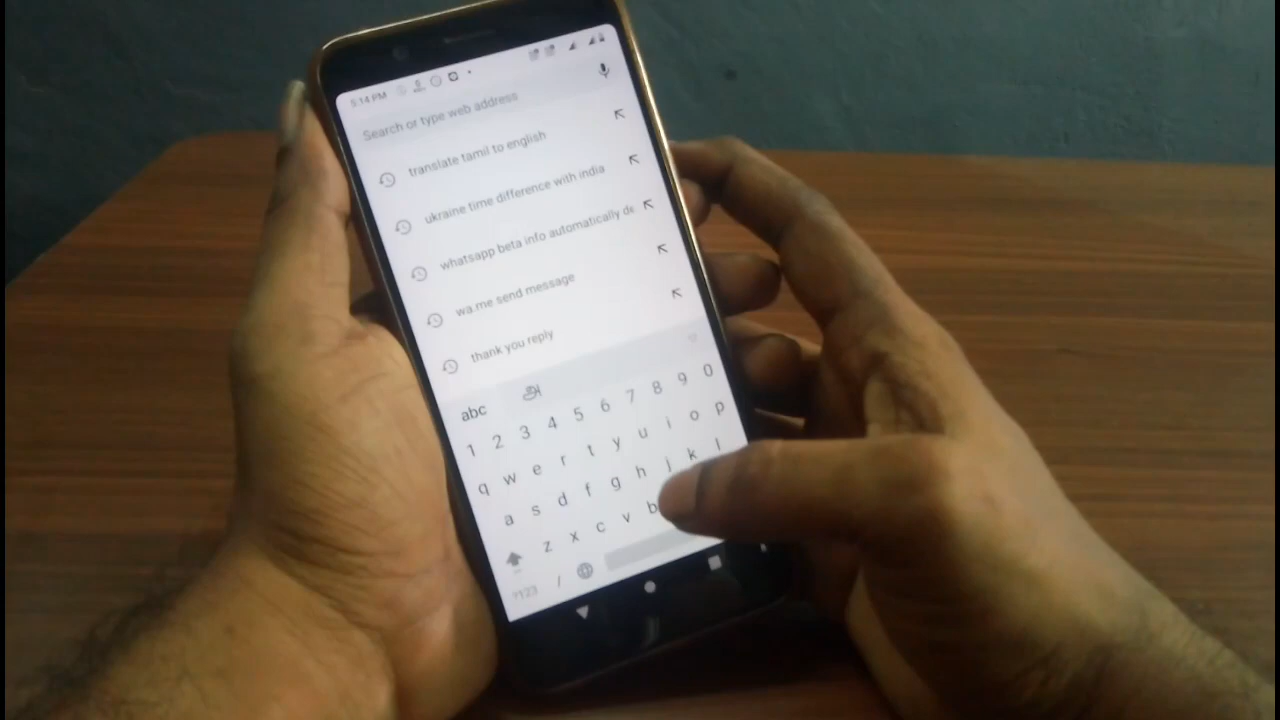 5:14 PM
Search or type web address
translate tamil to english
ukraine time difference with india
whatsapp beta info automatically de
wa.me send message
thank you reply
abc அ
1 2 3 4 5 6 7 8 9 0
q w e r t y u i o p
a s d f g h j k l
z x c v b
?123 /